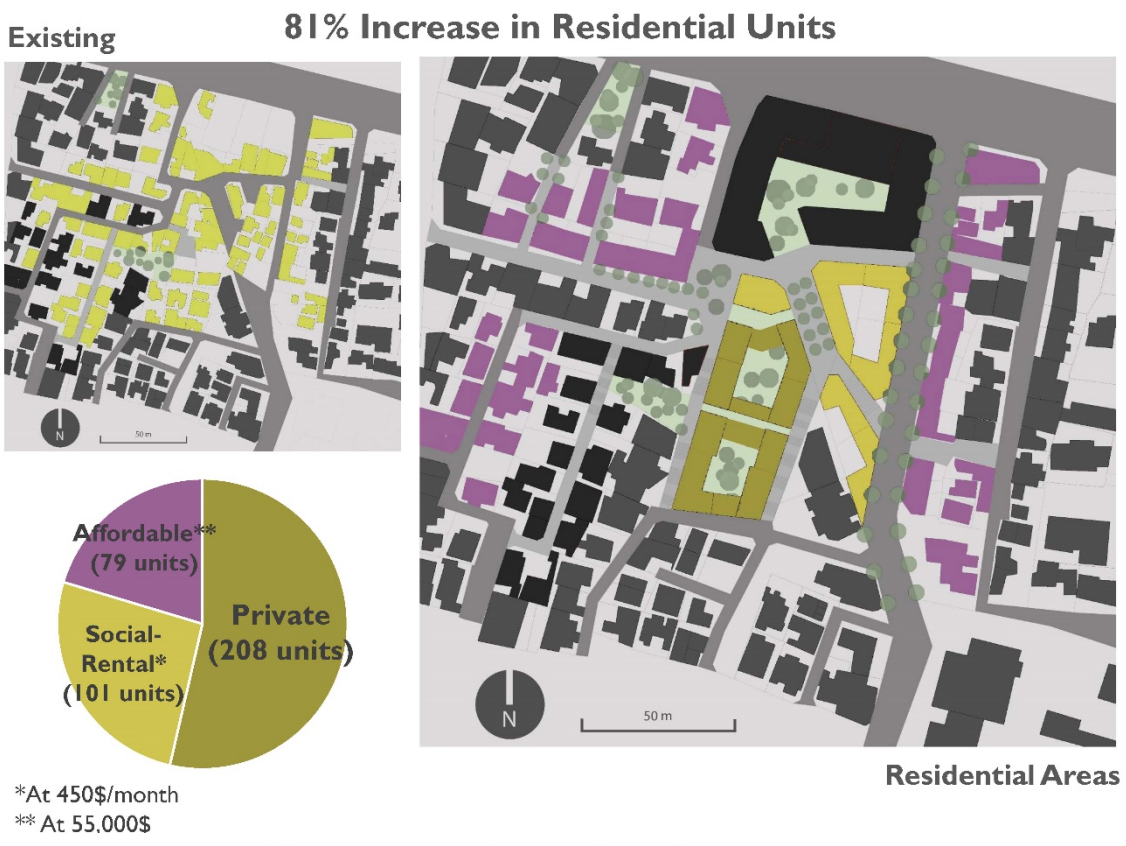 81% Increase in Residential Units
Existing
N
50 m
Affordable**
(79 units)
Private
(208 units)
Social-
Rental*
(101 units)
*At 450$/month
** At 55,000$
N
50 m
Residential Areas